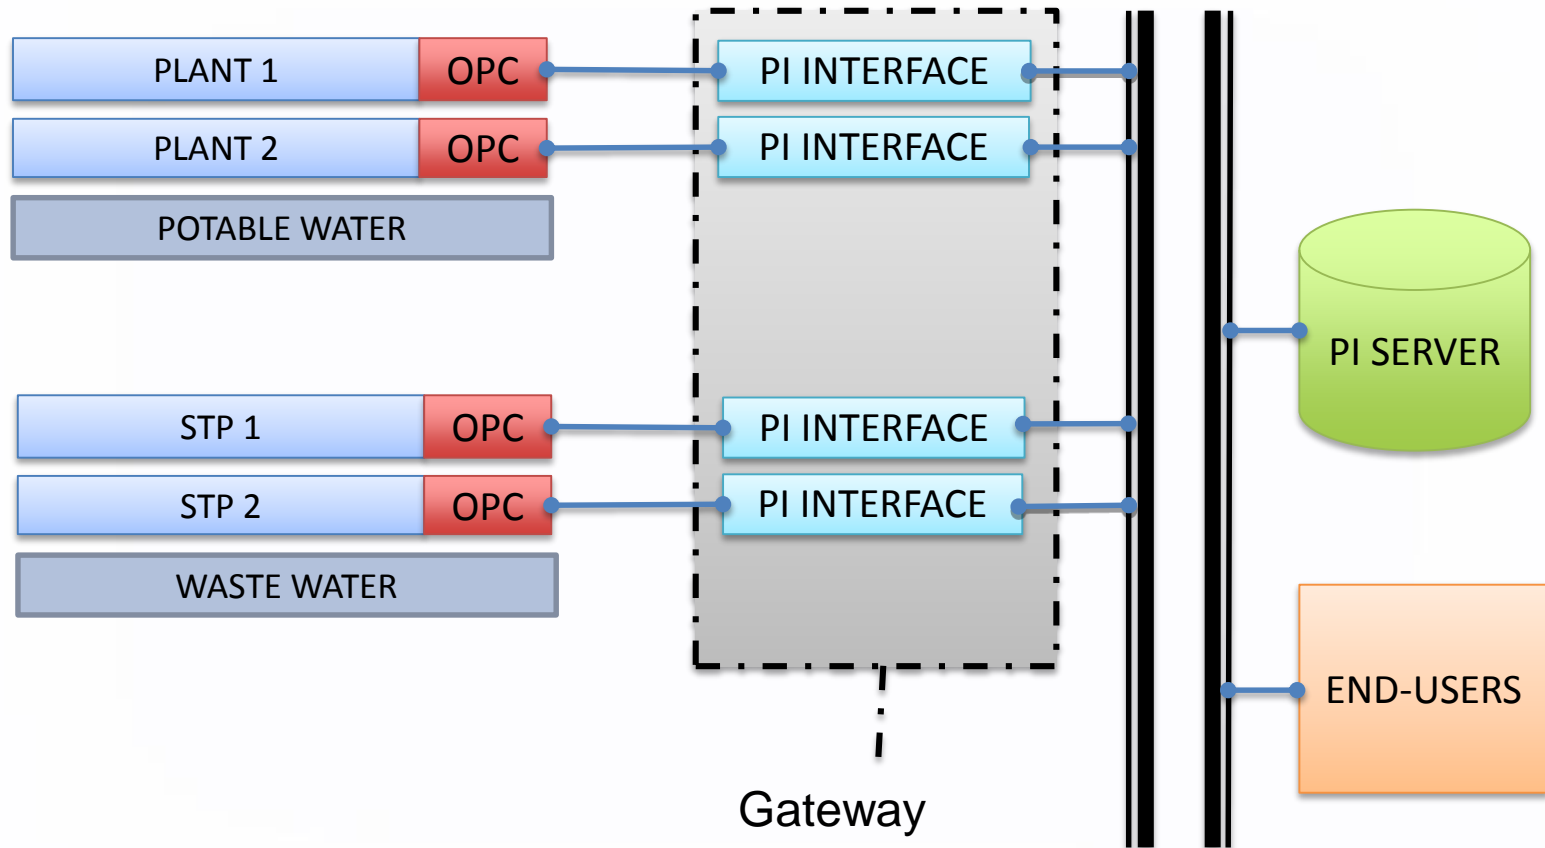 PLANT 1 OPC PI INTERFACE
PLANT 2 OPC PI INTERFACE
POTABLE WATER
PI SERVER
STP 1 OPC PI INTERFACE
STP 2 OPC PI INTERFACE
WASTE WATER
END-USERS
Gateway